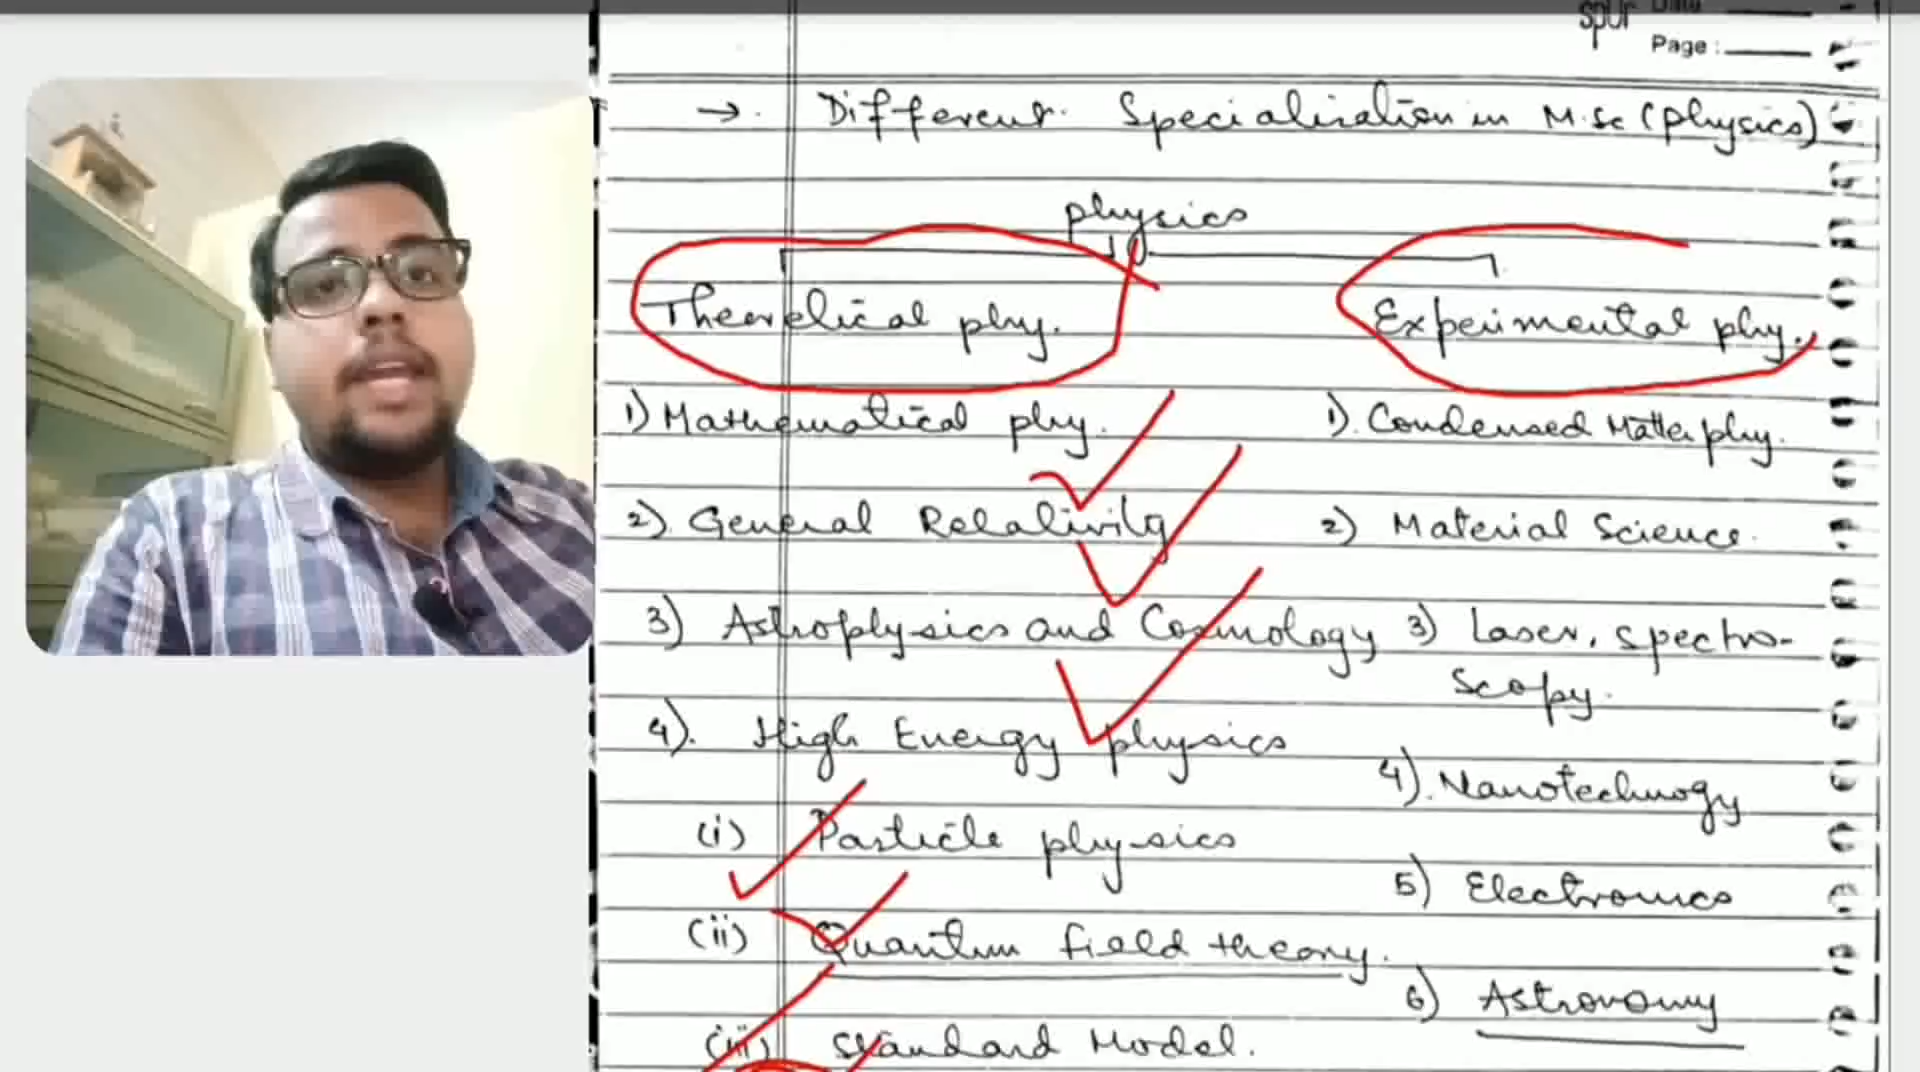 spur Date
Page :
→. Different. Specialization in M.Sc (physics)
physics
Theoretical phy. Experimental phy.
1) Mathematical phy. 1). Condensed Matter phy.
2). General Relativity 2) Material Science.
3) Astrophysics and Cosmology 3) Laser, spectro-
scopy.
4). High Energy physics
4). Nanotechnogy
(i) Particle physics
5) Electronics
(ii) Quantum field theory.
6) Astronomy
(iii) Standard Model.